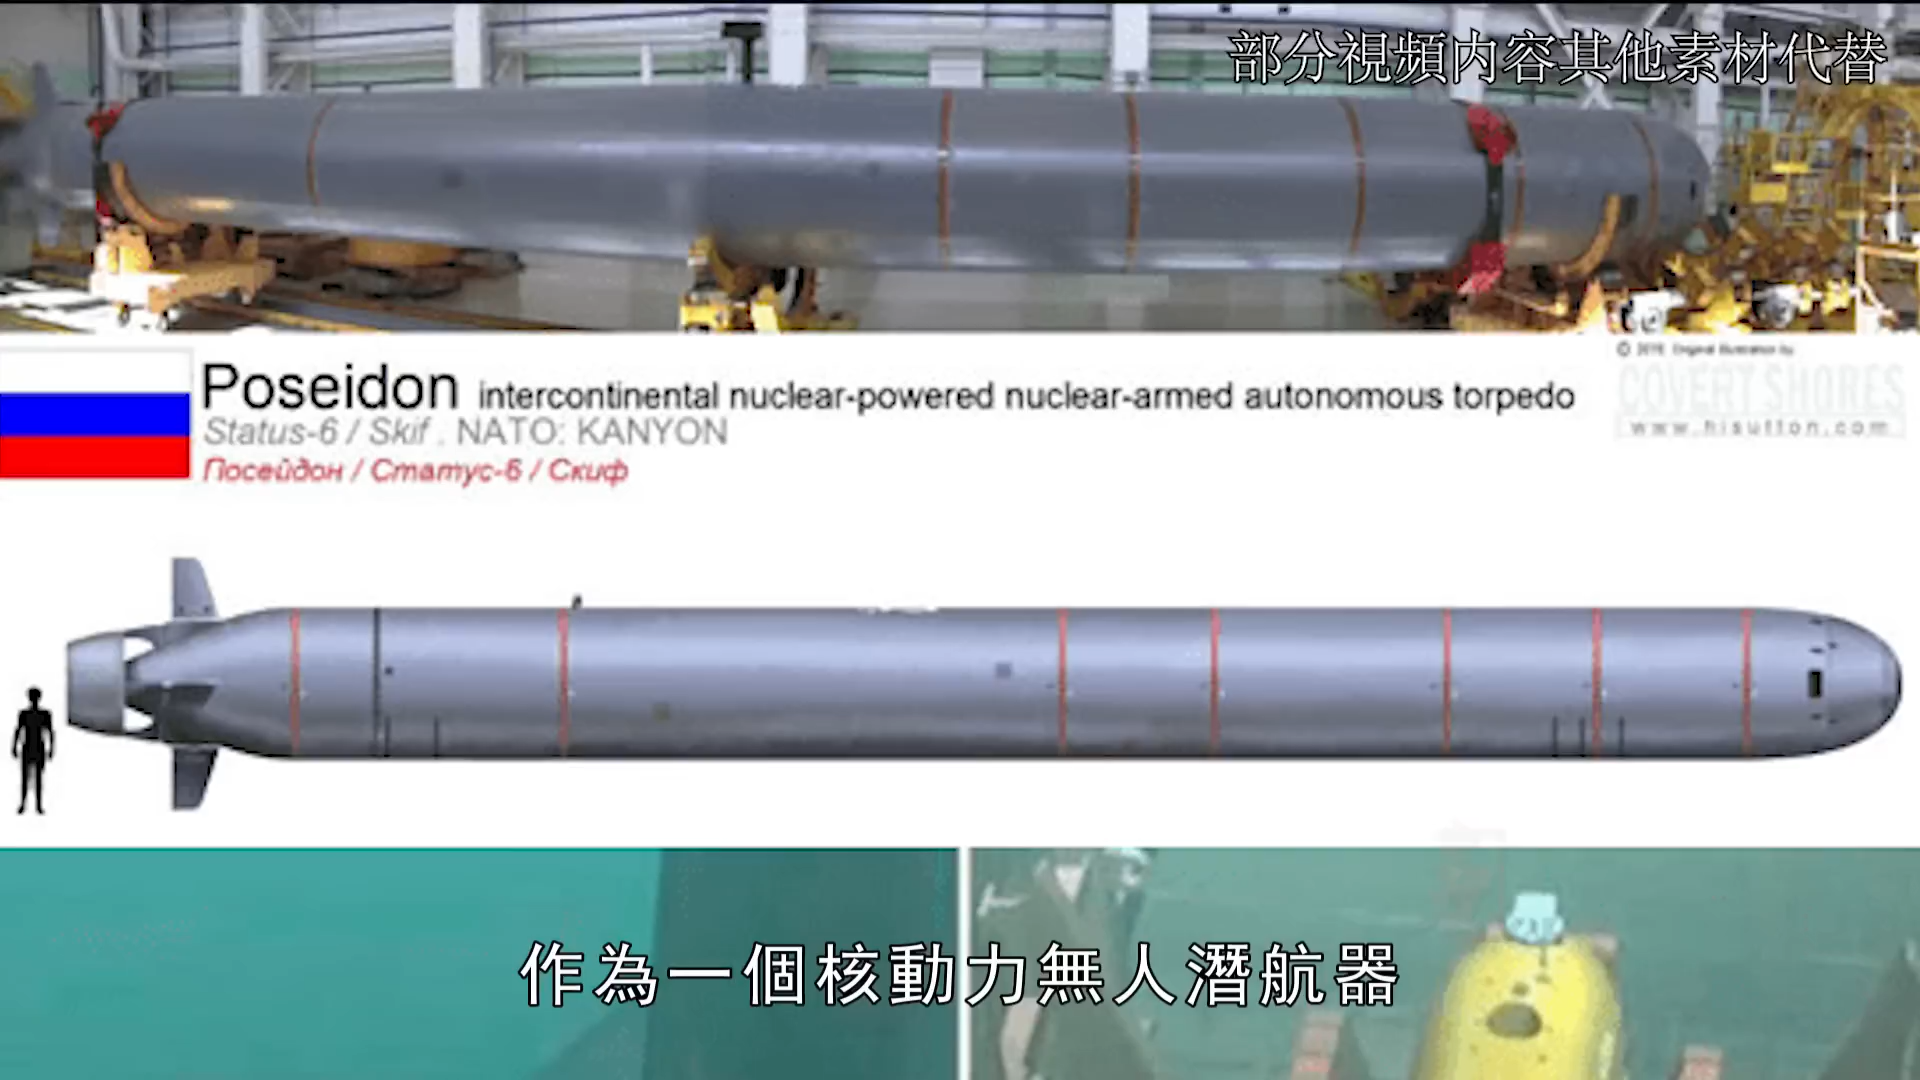 部分視頻内容其他素材代替
Poseidon intercontinental nuclear-powered nuclear-armed autonomous torpedo
Status-6 / Skif . NATO: KANYON
Посейдон / Статус-6 / Скиф
COVERT SHORES
www.hisutton.com
作為一個核動力無人潛航器